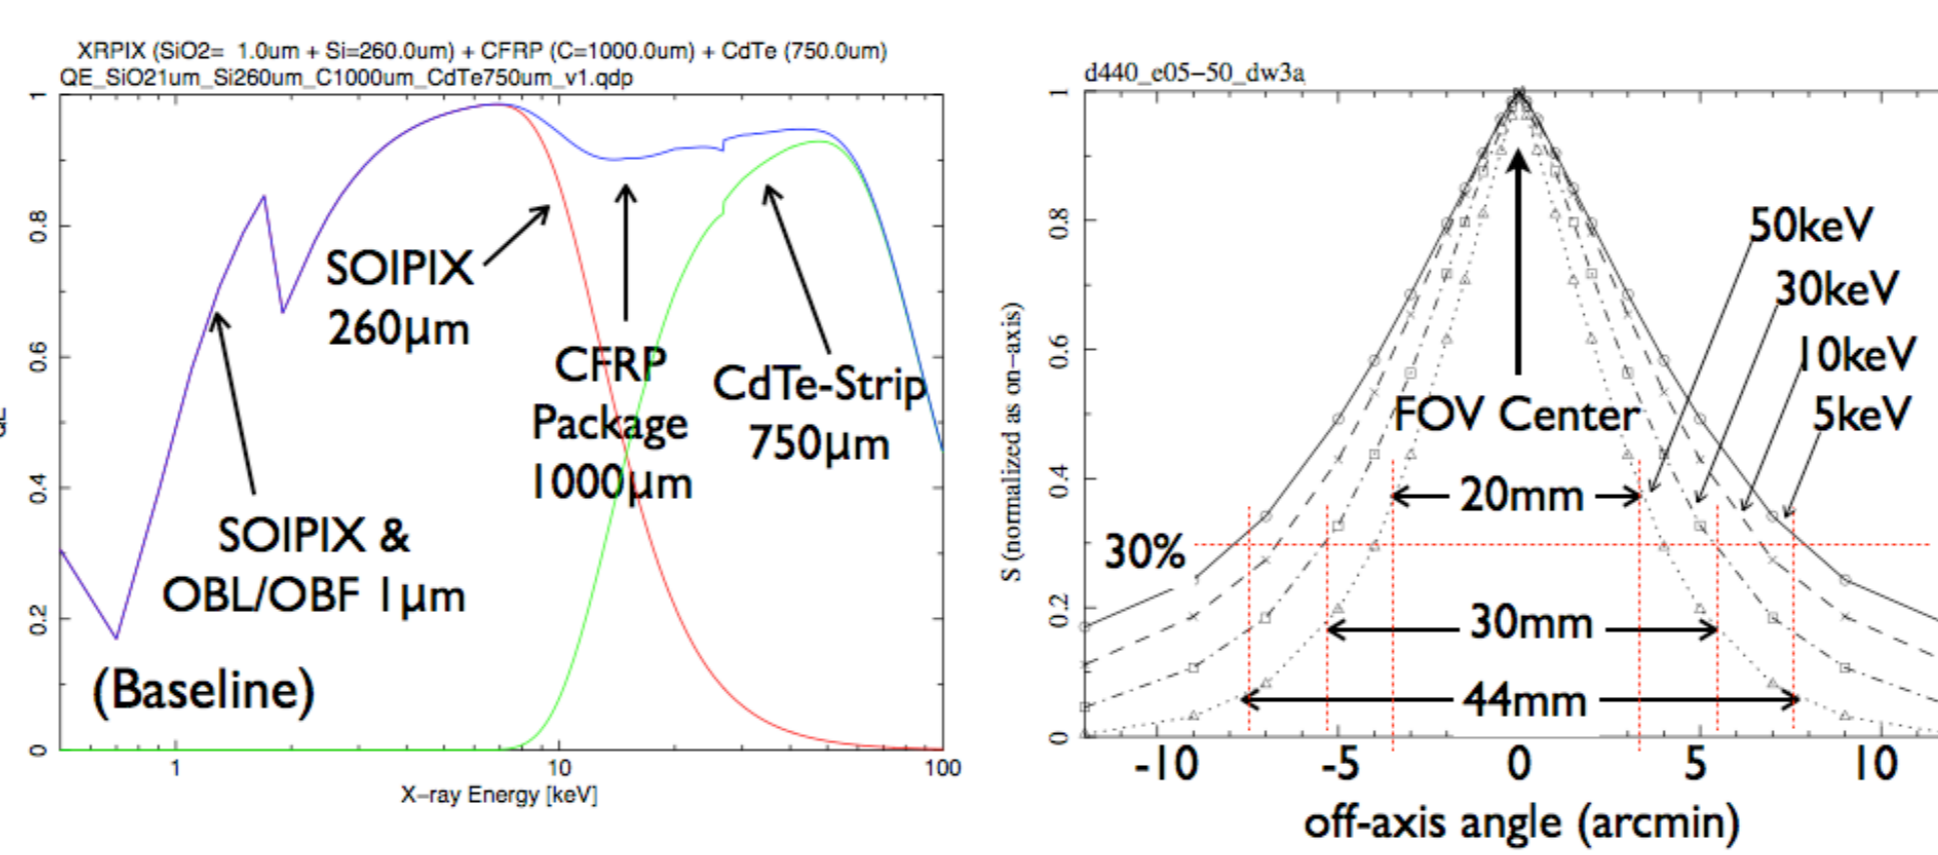 XRPIX (SiO2= 1.0um + Si=260.0um) + CFRP (C=1000.0um) + CdTe (750.0um)
QE_SiO21um_Si260um_C1000um_CdTe750um_v1.qdp
1
0.8
0.6
0.4
0.2
0
QE
SOIPIX
260µm
CFRP
Package
1000µm
CdTe-Strip
750µm
SOIPIX &
OBL/OBF 1µm
(Baseline)
1
10
100
X-ray Energy [keV]
d440_e05-50_dw3a
1
0.8
0.6
0.4
0.2
0
S (normalized as on-axis)
50keV
30keV
10keV
5keV
FOV Center
20mm
30%
30mm
44mm
-10
-5
0
5
10
off-axis angle (arcmin)